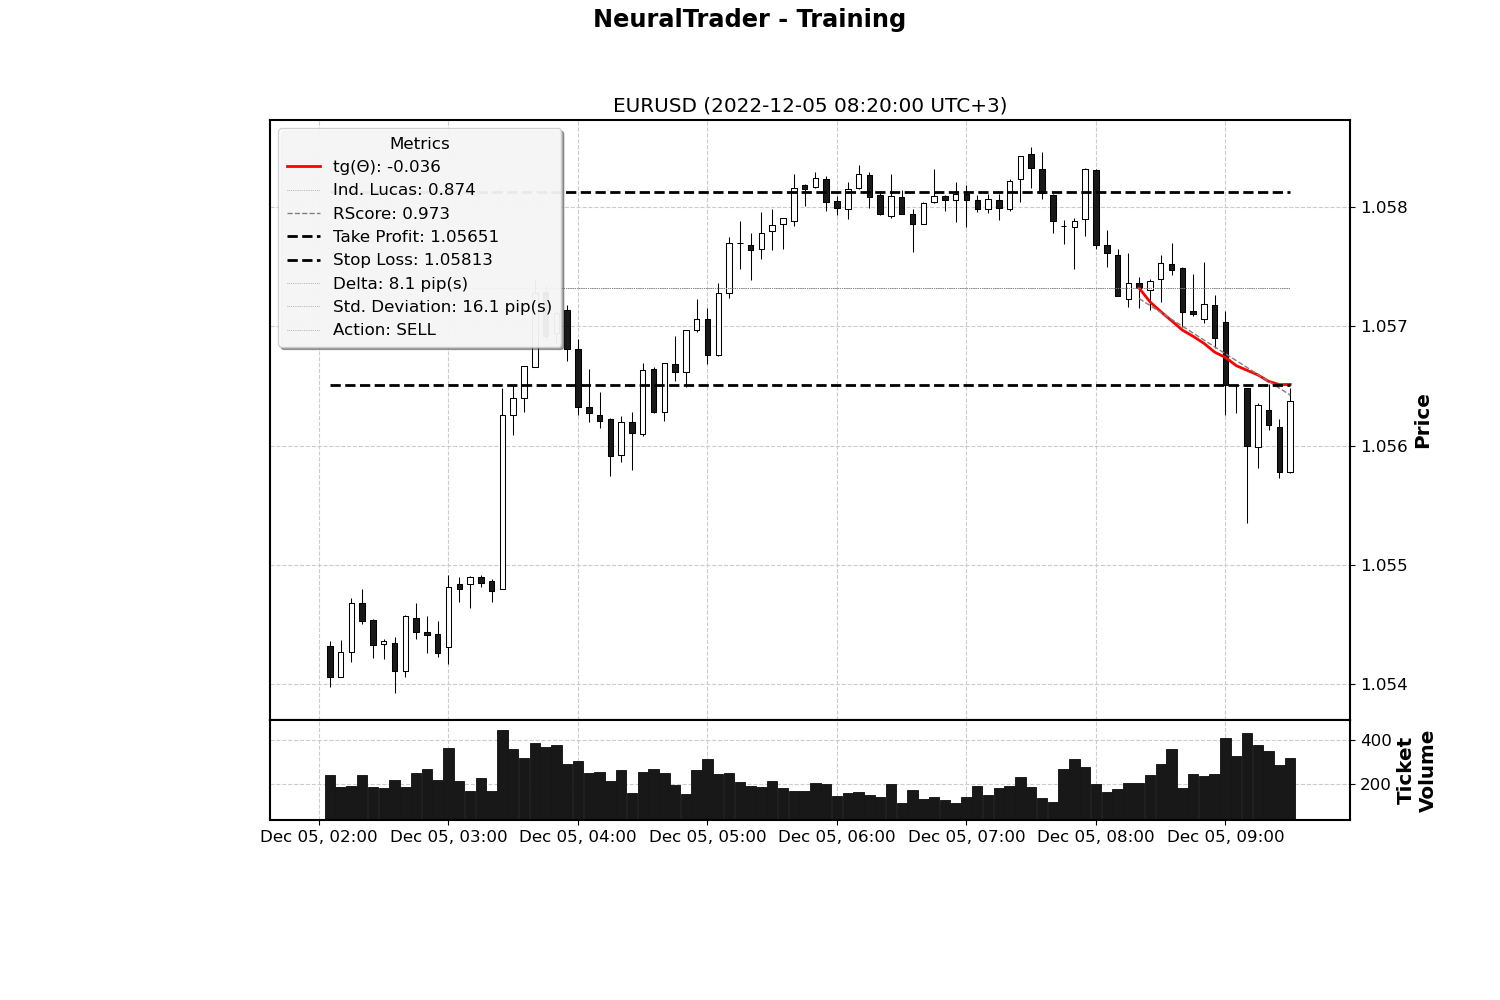 NeuralTrader - Training
EURUSD (2022-12-05 08:20:00 UTC+3)
Metrics
tg(Θ): -0.036
Ind. Lucas: 0.874
RScore: 0.973
Take Profit: 1.05651
Stop Loss: 1.05813
Delta: 8.1 pip(s)
Std. Deviation: 16.1 pip(s)
Action: SELL
1.058
1.057
1.056
1.055
1.054
Price
400
200
Ticket
Volume
Dec 05, 02:00 Dec 05, 03:00 Dec 05, 04:00 Dec 05, 05:00 Dec 05, 06:00 Dec 05, 07:00 Dec 05, 08:00 Dec 05, 09:00